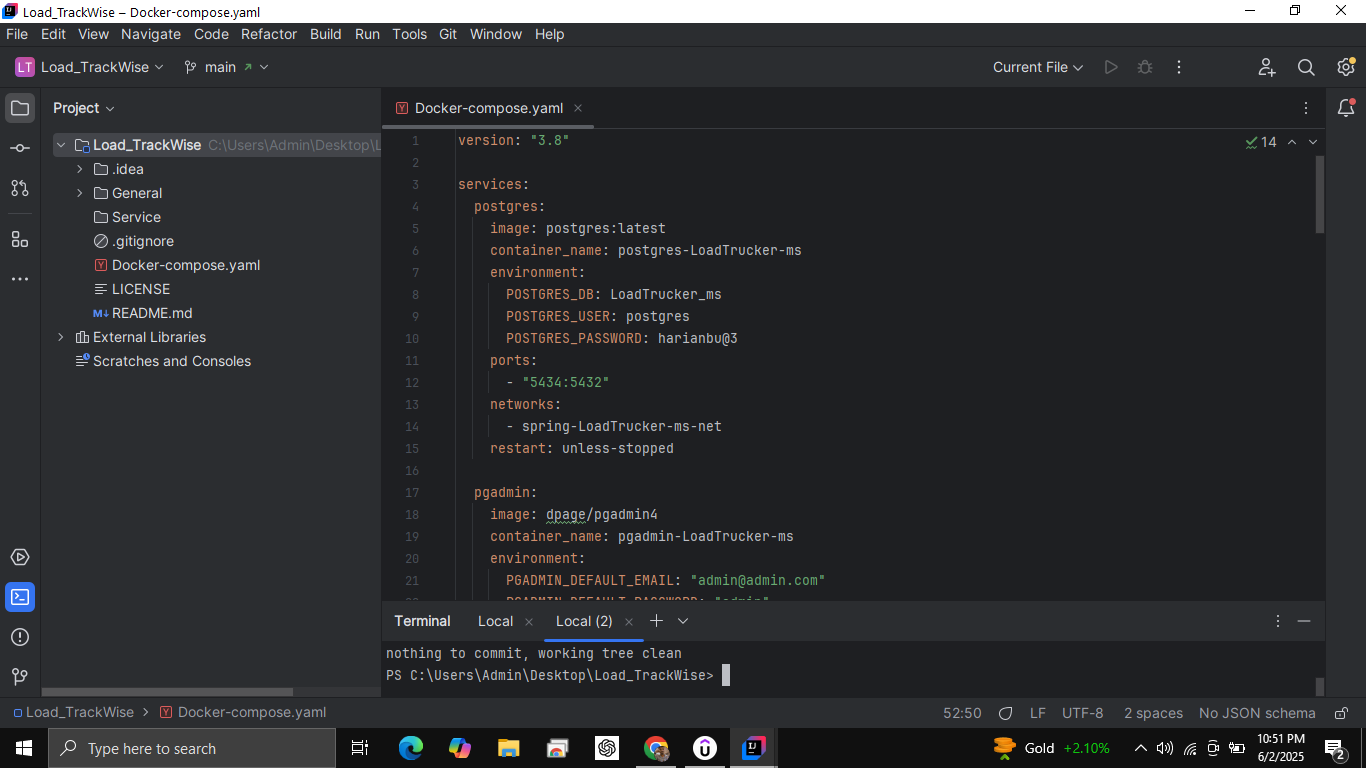 Load_TrackWise – Docker-compose.yaml
File Edit View Navigate Code Refactor Build Run Tools Git Window Help
LT Load_TrackWise main Current File
Project
Load_TrackWise C:\Users\Admin\Desktop\L
.idea
General
Service
.gitignore
Docker-compose.yaml
LICENSE
M↓ README.md
External Libraries
Scratches and Consoles
Y Docker-compose.yaml
14
1 version: "3.8"
2
3 services:
4 postgres:
5 image: postgres:latest
6 container_name: postgres-LoadTrucker-ms
7 environment:
8 POSTGRES_DB: LoadTrucker_ms
9 POSTGRES_USER: postgres
10 POSTGRES_PASSWORD: harianbu@3
11 ports:
12 - "5434:5432"
13 networks:
14 - spring-LoadTrucker-ms-net
15 restart: unless-stopped
16
17 pgadmin:
18 image: dpage/pgadmin4
19 container_name: pgadmin-LoadTrucker-ms
20 environment:
21 PGADMIN_DEFAULT_EMAIL: "admin@admin.com"
PGADMIN_DEFAULT_PASSWORD: "admin"
Terminal Local Local (2)
nothing to commit, working tree clean
PS C:\Users\Admin\Desktop\Load_TrackWise>
Load_TrackWise > Docker-compose.yaml
52:50 LF UTF-8 2 spaces No JSON schema
Type here to search
Gold +2.10%
10:51 PM
6/2/2025
2